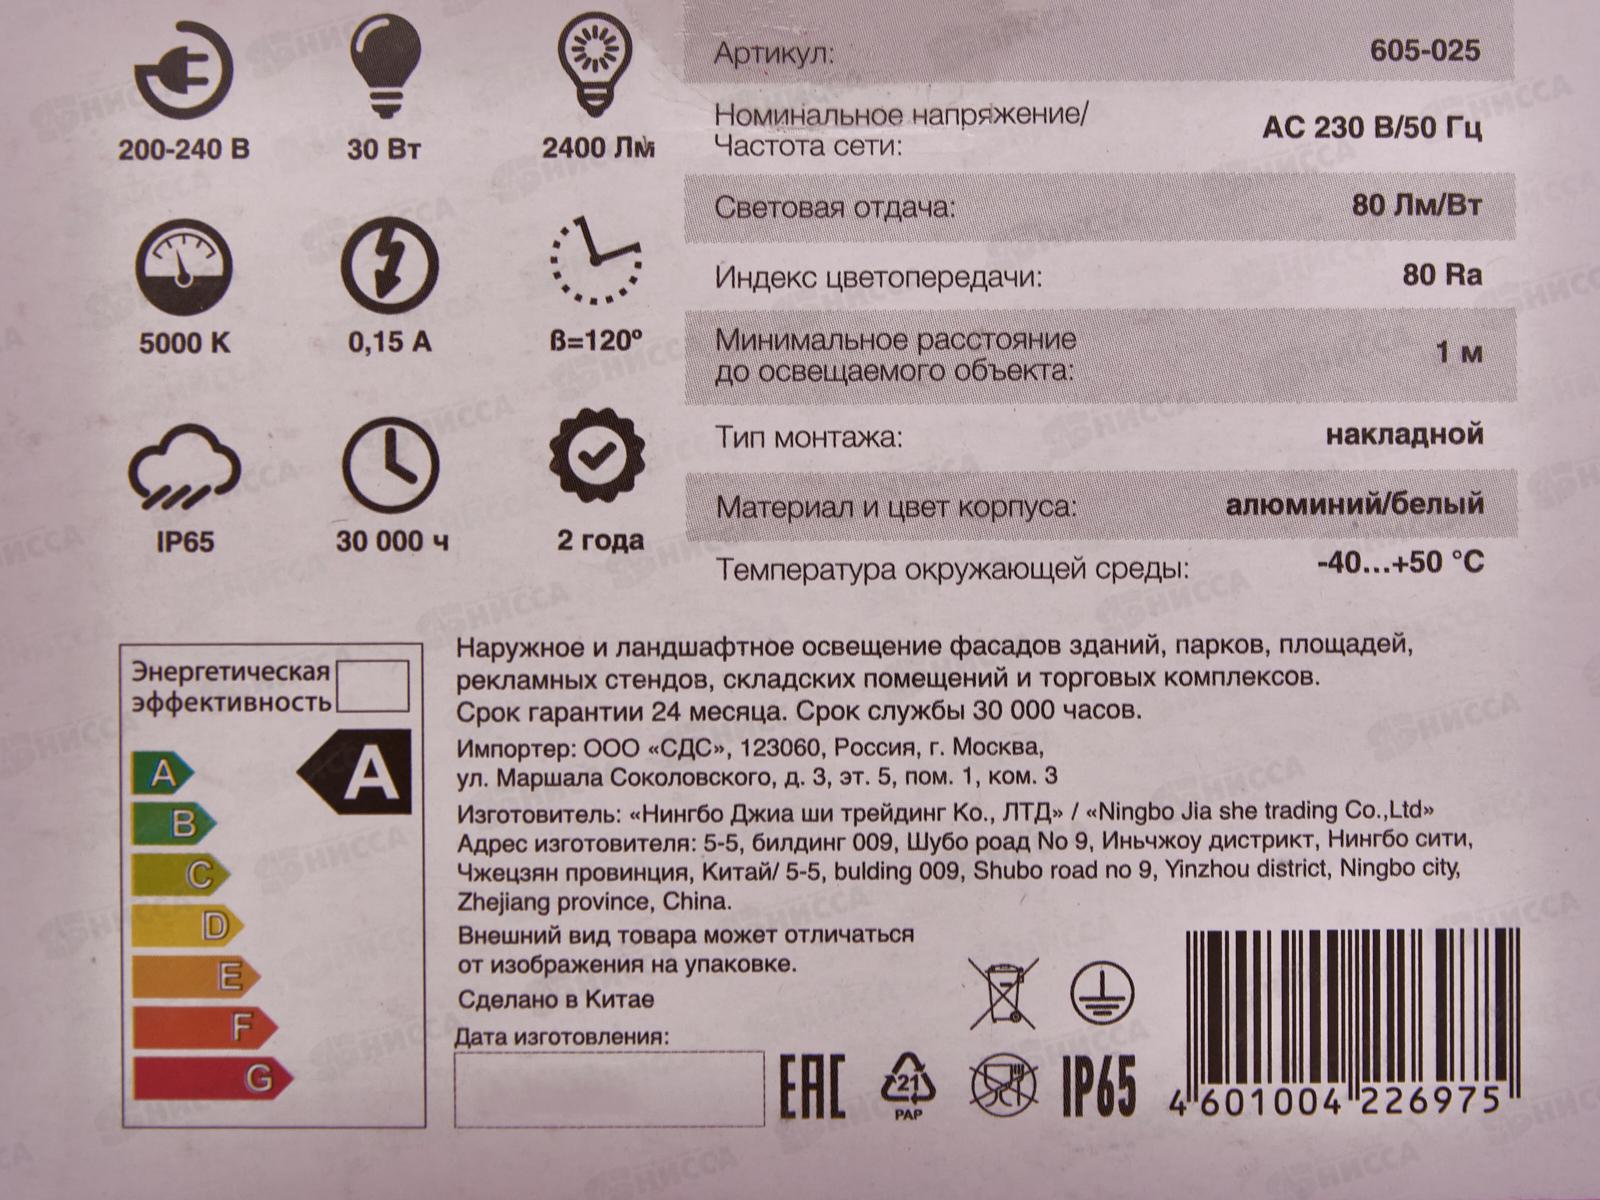 200-240 В
30 Вт
2400 Лм
5000 К
0,15 А
ß=120º
IP65
30 000 ч
2 года
Артикул: 605-025
Номинальное напряжение/
Частота сети: АС 230 В/50 Гц
Световая отдача: 80 Лм/Вт
Индекс цветопередачи: 80 Ra
Минимальное расстояние
до освещаемого объекта: 1 м
Тип монтажа: накладной
Материал и цвет корпуса: алюминий/белый
Температура окружающей среды: -40...+50 °С
Энергетическая
эффективность
A
A
B
C
D
E
F
G
Наружное и ландшафтное освещение фасадов зданий, парков, площадей,
рекламных стендов, складских помещений и торговых комплексов.
Срок гарантии 24 месяца. Срок службы 30 000 часов.
Импортер: ООО «СДС», 123060, Россия, г. Москва,
ул. Маршала Соколовского, д. 3, эт. 5, пом. 1, ком. 3
Изготовитель: «Нингбо Джиа ши трейдинг Ко., ЛТД» / «Ningbo Jia she trading Co.,Ltd»
Адрес изготовителя: 5-5, билдинг 009, Шубо роад No 9, Иньчжоу дистрикт, Нингбо сити,
Чжецзян провинция, Китай/ 5-5, bulding 009, Shubo road no 9, Yinzhou district, Ningbo city,
Zhejiang province, China.
Внешний вид товара может отличаться
от изображения на упаковке.
Сделано в Китае
Дата изготовления:
EAC
21
PAP
IP65
4 601004 226975